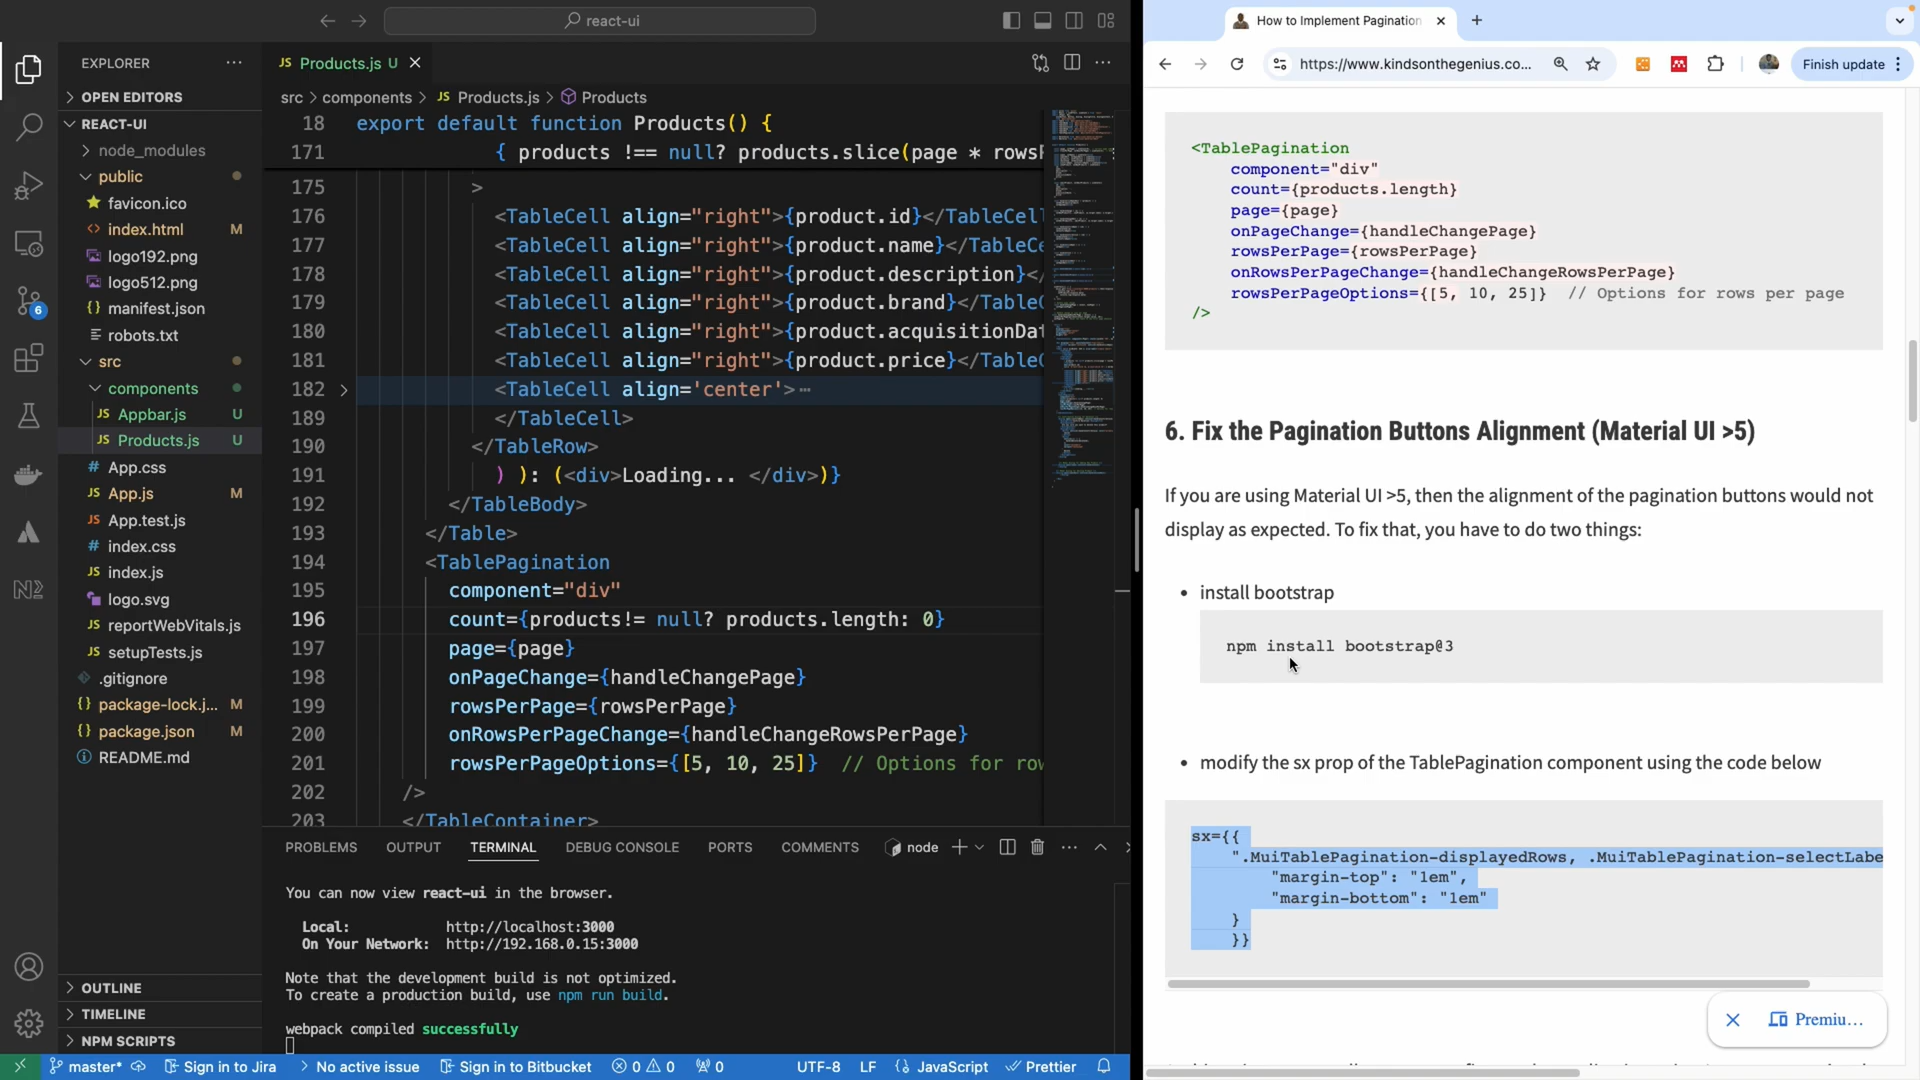 react-ui
EXPLORER
OPEN EDITORS
REACT-UI
node_modules
public
favicon.ico
index.html M
logo192.png
logo512.png
manifest.json
robots.txt
src
components
JS Appbar.js U
JS Products.js U
# App.css
JS App.js M
JS App.test.js
# index.css
JS index.js
logo.svg
JS reportWebVitals.js
JS setupTests.js
.gitignore
{} package-lock.j... M
{} package.json M
README.md
OUTLINE
TIMELINE
NPM SCRIPTS
6
JS Products.js U
src > components > JS Products.js > Products
18 export default function Products() {
171 { products !== null? products.slice(page * rowsP
175 >
176 <TableCell align="right">{product.id}</TableCell
177 <TableCell align="right">{product.name}</TableCe
178 <TableCell align="right">{product.description}</
179 <TableCell align="right">{product.brand}</TableC
180 <TableCell align="right">{product.acquisitionDat
181 <TableCell align="right">{product.price}</TableC
182 <TableCell align='center'>⋯
189 </TableCell>
190 </TableRow>
191 ) ): (<div>Loading... </div>)}
192 </TableBody>
193 </Table>
194 <TablePagination
195 component="div"
196 count={products!= null? products.length: 0}
197 page={page}
198 onPageChange={handleChangePage}
199 rowsPerPage={rowsPerPage}
200 onRowsPerPageChange={handleChangeRowsPerPage}
201 rowsPerPageOptions={[5, 10, 25]} // Options for row
202 />
203 </TableContainer>
PROBLEMS OUTPUT TERMINAL DEBUG CONSOLE PORTS COMMENTS node
You can now view react-ui in the browser.
Local: http://localhost:3000
On Your Network: http://192.168.0.15:3000
Note that the development build is not optimized.
To create a production build, use npm run build.
webpack compiled successfully
master* Sign in to Jira No active issue Sign in to Bitbucket 0 0 0 UTF-8 LF {} JavaScript Prettier
How to Implement Pagination
https://www.kindsonthegenius.co... Finish update
<TablePagination
component="div"
count={products.length}
page={page}
onPageChange={handleChangePage}
rowsPerPage={rowsPerPage}
onRowsPerPageChange={handleChangeRowsPerPage}
rowsPerPageOptions={[5, 10, 25]} // Options for rows per page
/>
6. Fix the Pagination Buttons Alignment (Material UI >5)
If you are using Material UI >5, then the alignment of the pagination buttons would not
display as expected. To fix that, you have to do two things:
• install bootstrap
npm install bootstrap@3
• modify the sx prop of the TablePagination component using the code below
sx={{
".MuiTablePagination-displayedRows, .MuiTablePagination-selectLabe
"margin-top": "1em",
"margin-bottom": "1em"
}
}}
Premiu...